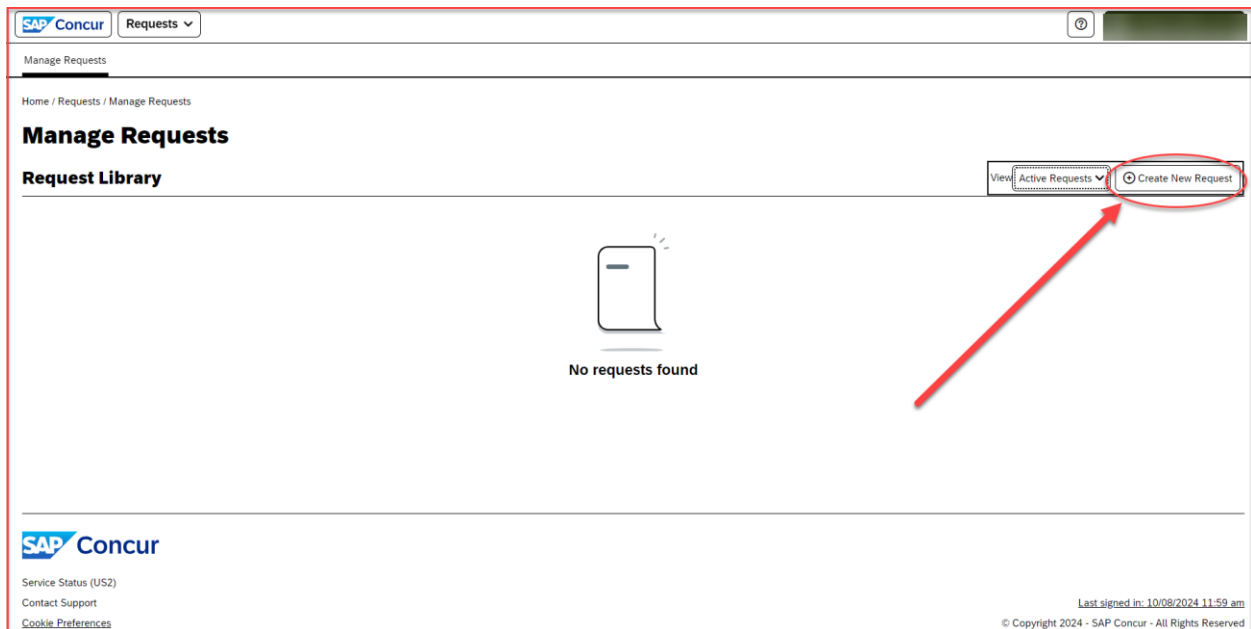 SAP Concur Requests
Manage Requests
Home / Requests / Manage Requests
Manage Requests
Request Library
View Active Requests Create New Request
No requests found
SAP Concur
Service Status (US2)
Contact Support
Last signed in: 10/08/2024 11:59 am
Cookie Preferences
© Copyright 2024 - SAP Concur - All Rights Reserved